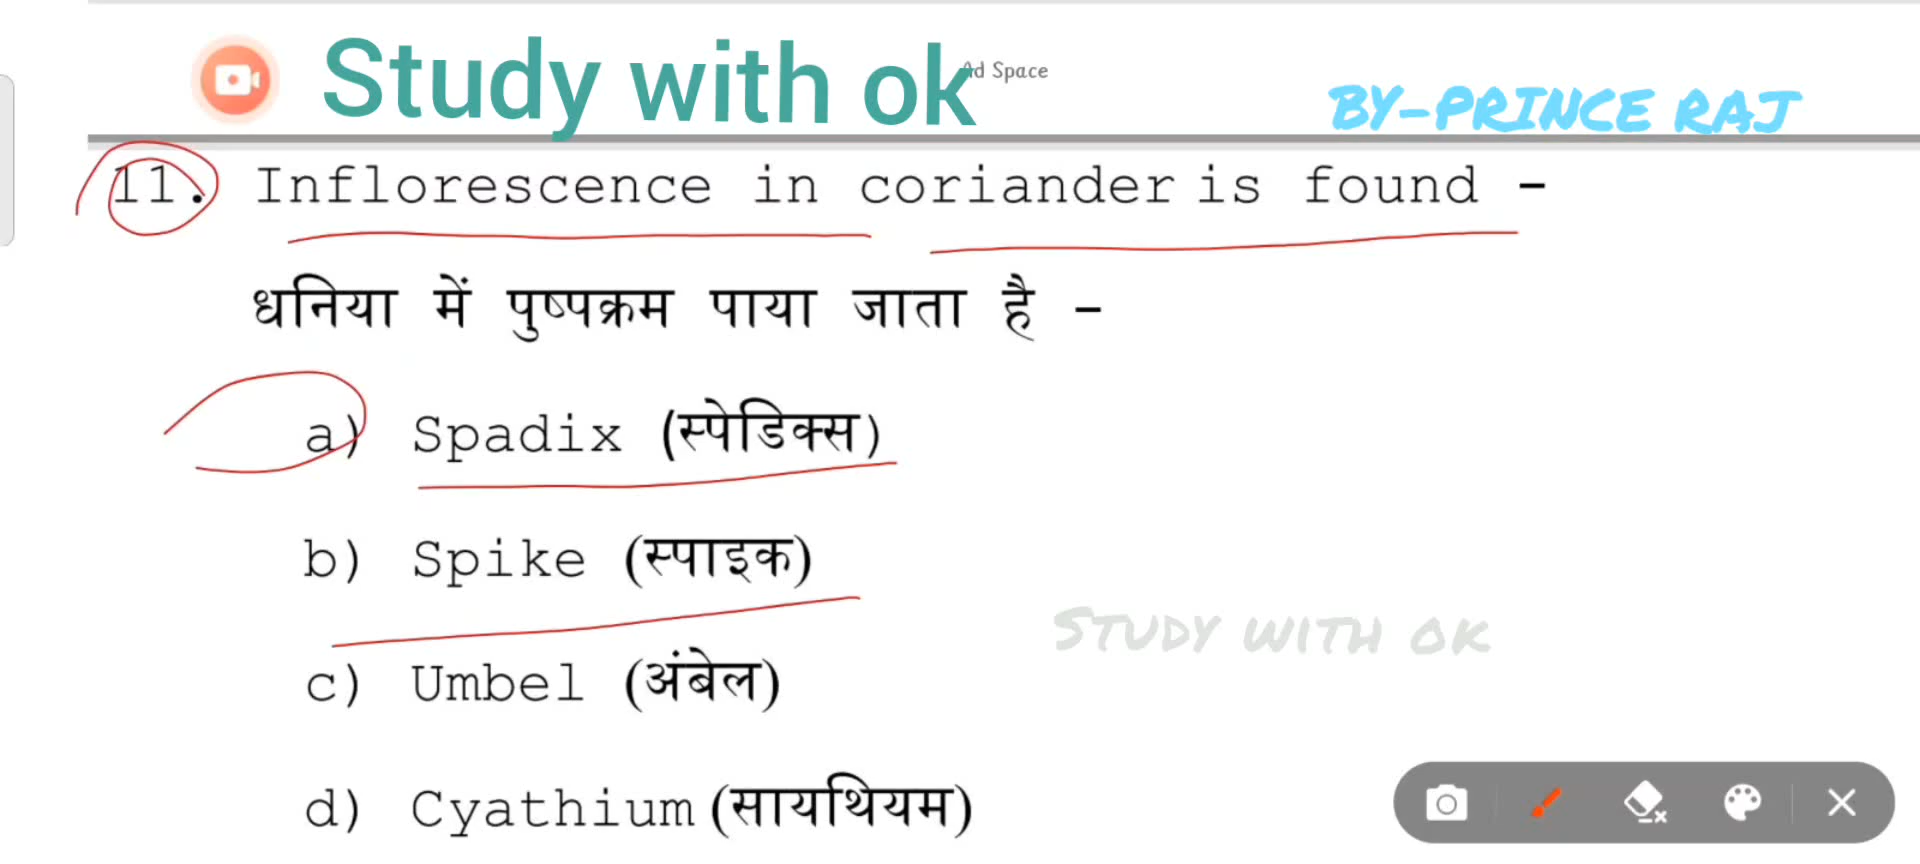 Study with ok
Ad Space
BY-PRINCE RAJ
11. Inflorescence in coriander is found -
धनिया में पुष्पक्रम पाया जाता है -
a) Spadix (स्पेडिक्स)
b) Spike (स्पाइक)
STUDY WITH OK
c) Umbel (अंबेल)
d) Cyathium (सायथियम)